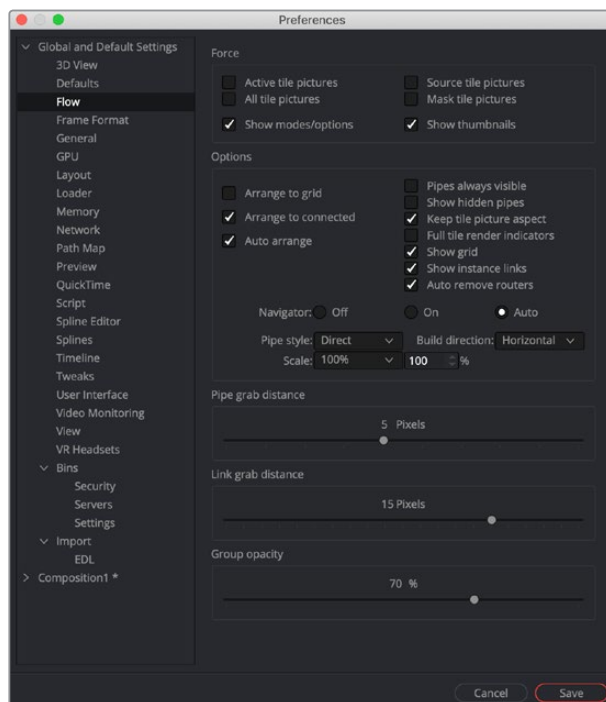 Preferences
Global and Default Settings
3D View
Defaults
Flow
Frame Format
General
GPU
Layout
Loader
Memory
Network
Path Map
Preview
QuickTime
Script
Spline Editor
Splines
Timeline
Tweaks
User Interface
Video Monitoring
View
VR Headsets
Bins
Security
Servers
Settings
Import
EDL
Composition1 *
Force
Active tile pictures Source tile pictures
All tile pictures Mask tile pictures
Show modes/options Show thumbnails
Options
Arrange to grid
Arrange to connected
Auto arrange
Pipes always visible
Show hidden pipes
Keep tile picture aspect
Full tile render indicators
Show grid
Show instance links
Auto remove routers
Navigator: Off On Auto
Pipe style: Direct Build direction: Horizontal
Scale: 100% 100 %
Pipe grab distance
5 Pixels
Link grab distance
15 Pixels
Group opacity
70 %
Cancel Save